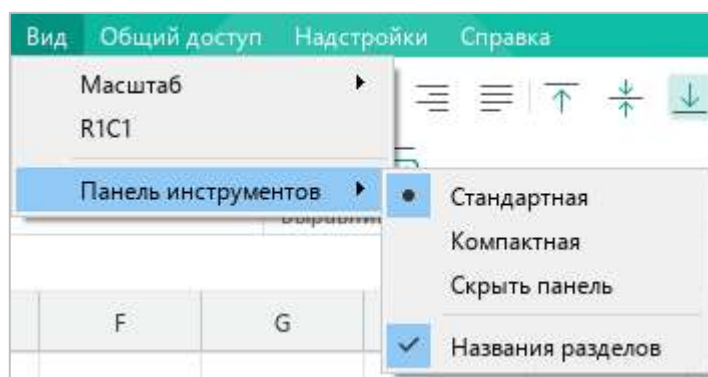 Вид Общий доступ Надстройки Справка
Масштаб
R1C1
Панель инструментов
Стандартная
Компактная
Скрыть панель
Названия разделов
F G